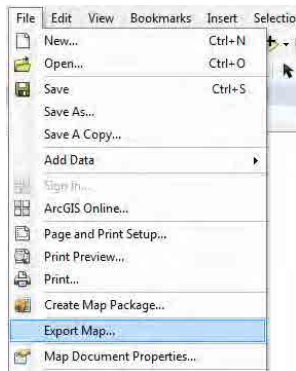 File Edit View Bookmarks Insert Selectio
New... Ctrl+N
Open... Ctrl+O
Save Ctrl+S
Save As...
Save A Copy...
Add Data
Sign In...
ArcGIS Online...
Page and Print Setup...
Print Preview...
Print...
Create Map Package...
Export Map...
Map Document Properties...